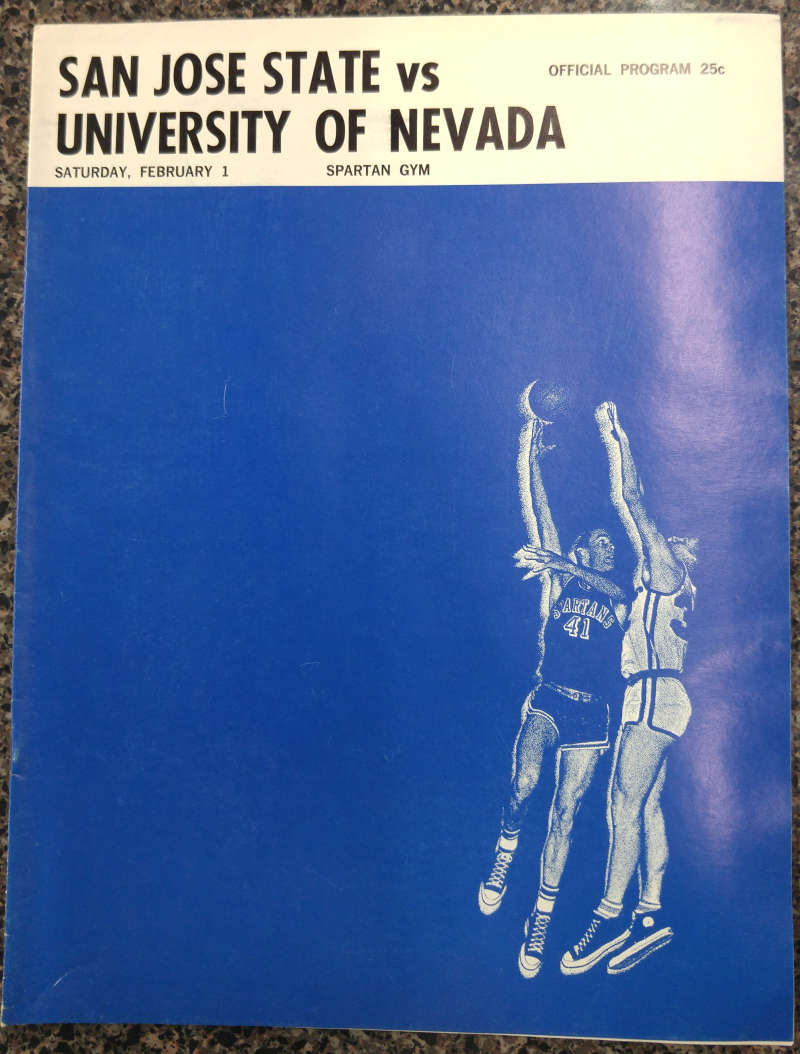 SAN JOSE STATE vs
OFFICIAL PROGRAM 25c
UNIVERSITY OF NEVADA
SATURDAY, FEBRUARY 1
SPARTAN GYM
SPARTANS
41